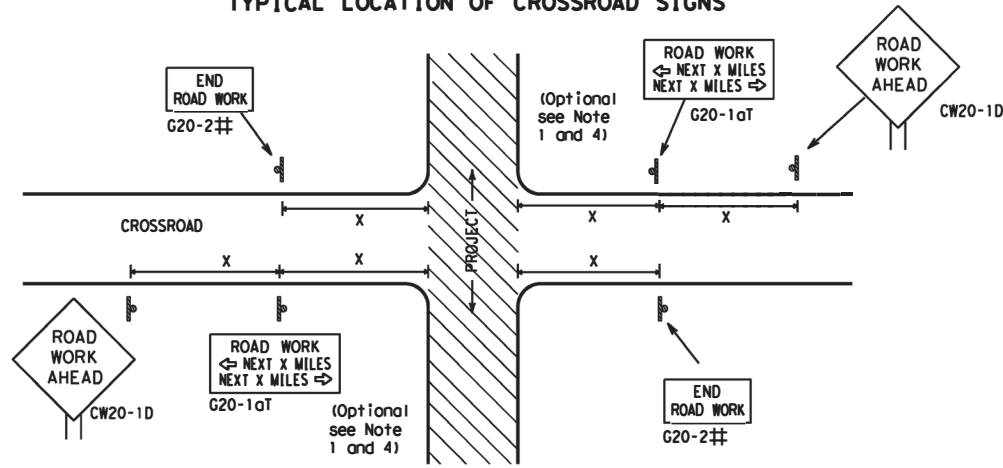 TYPICAL LOCATION OF CROSSROAD SIGNS
END
ROAD WORK
G20-2⌗
(Optional
see Note
1 and 4)
ROAD WORK
⇦ NEXT X MILES
NEXT X MILES ⇨
G20-1aT
ROAD
WORK
AHEAD
CW20-1D
X
X
X
CROSSROAD
PROJECT
X
X
X
ROAD
WORK
AHEAD
CW20-1D
ROAD WORK
⇦ NEXT X MILES
NEXT X MILES ⇨
G20-1aT
(Optional
see Note
1 and 4)
END
ROAD WORK
G20-2⌗